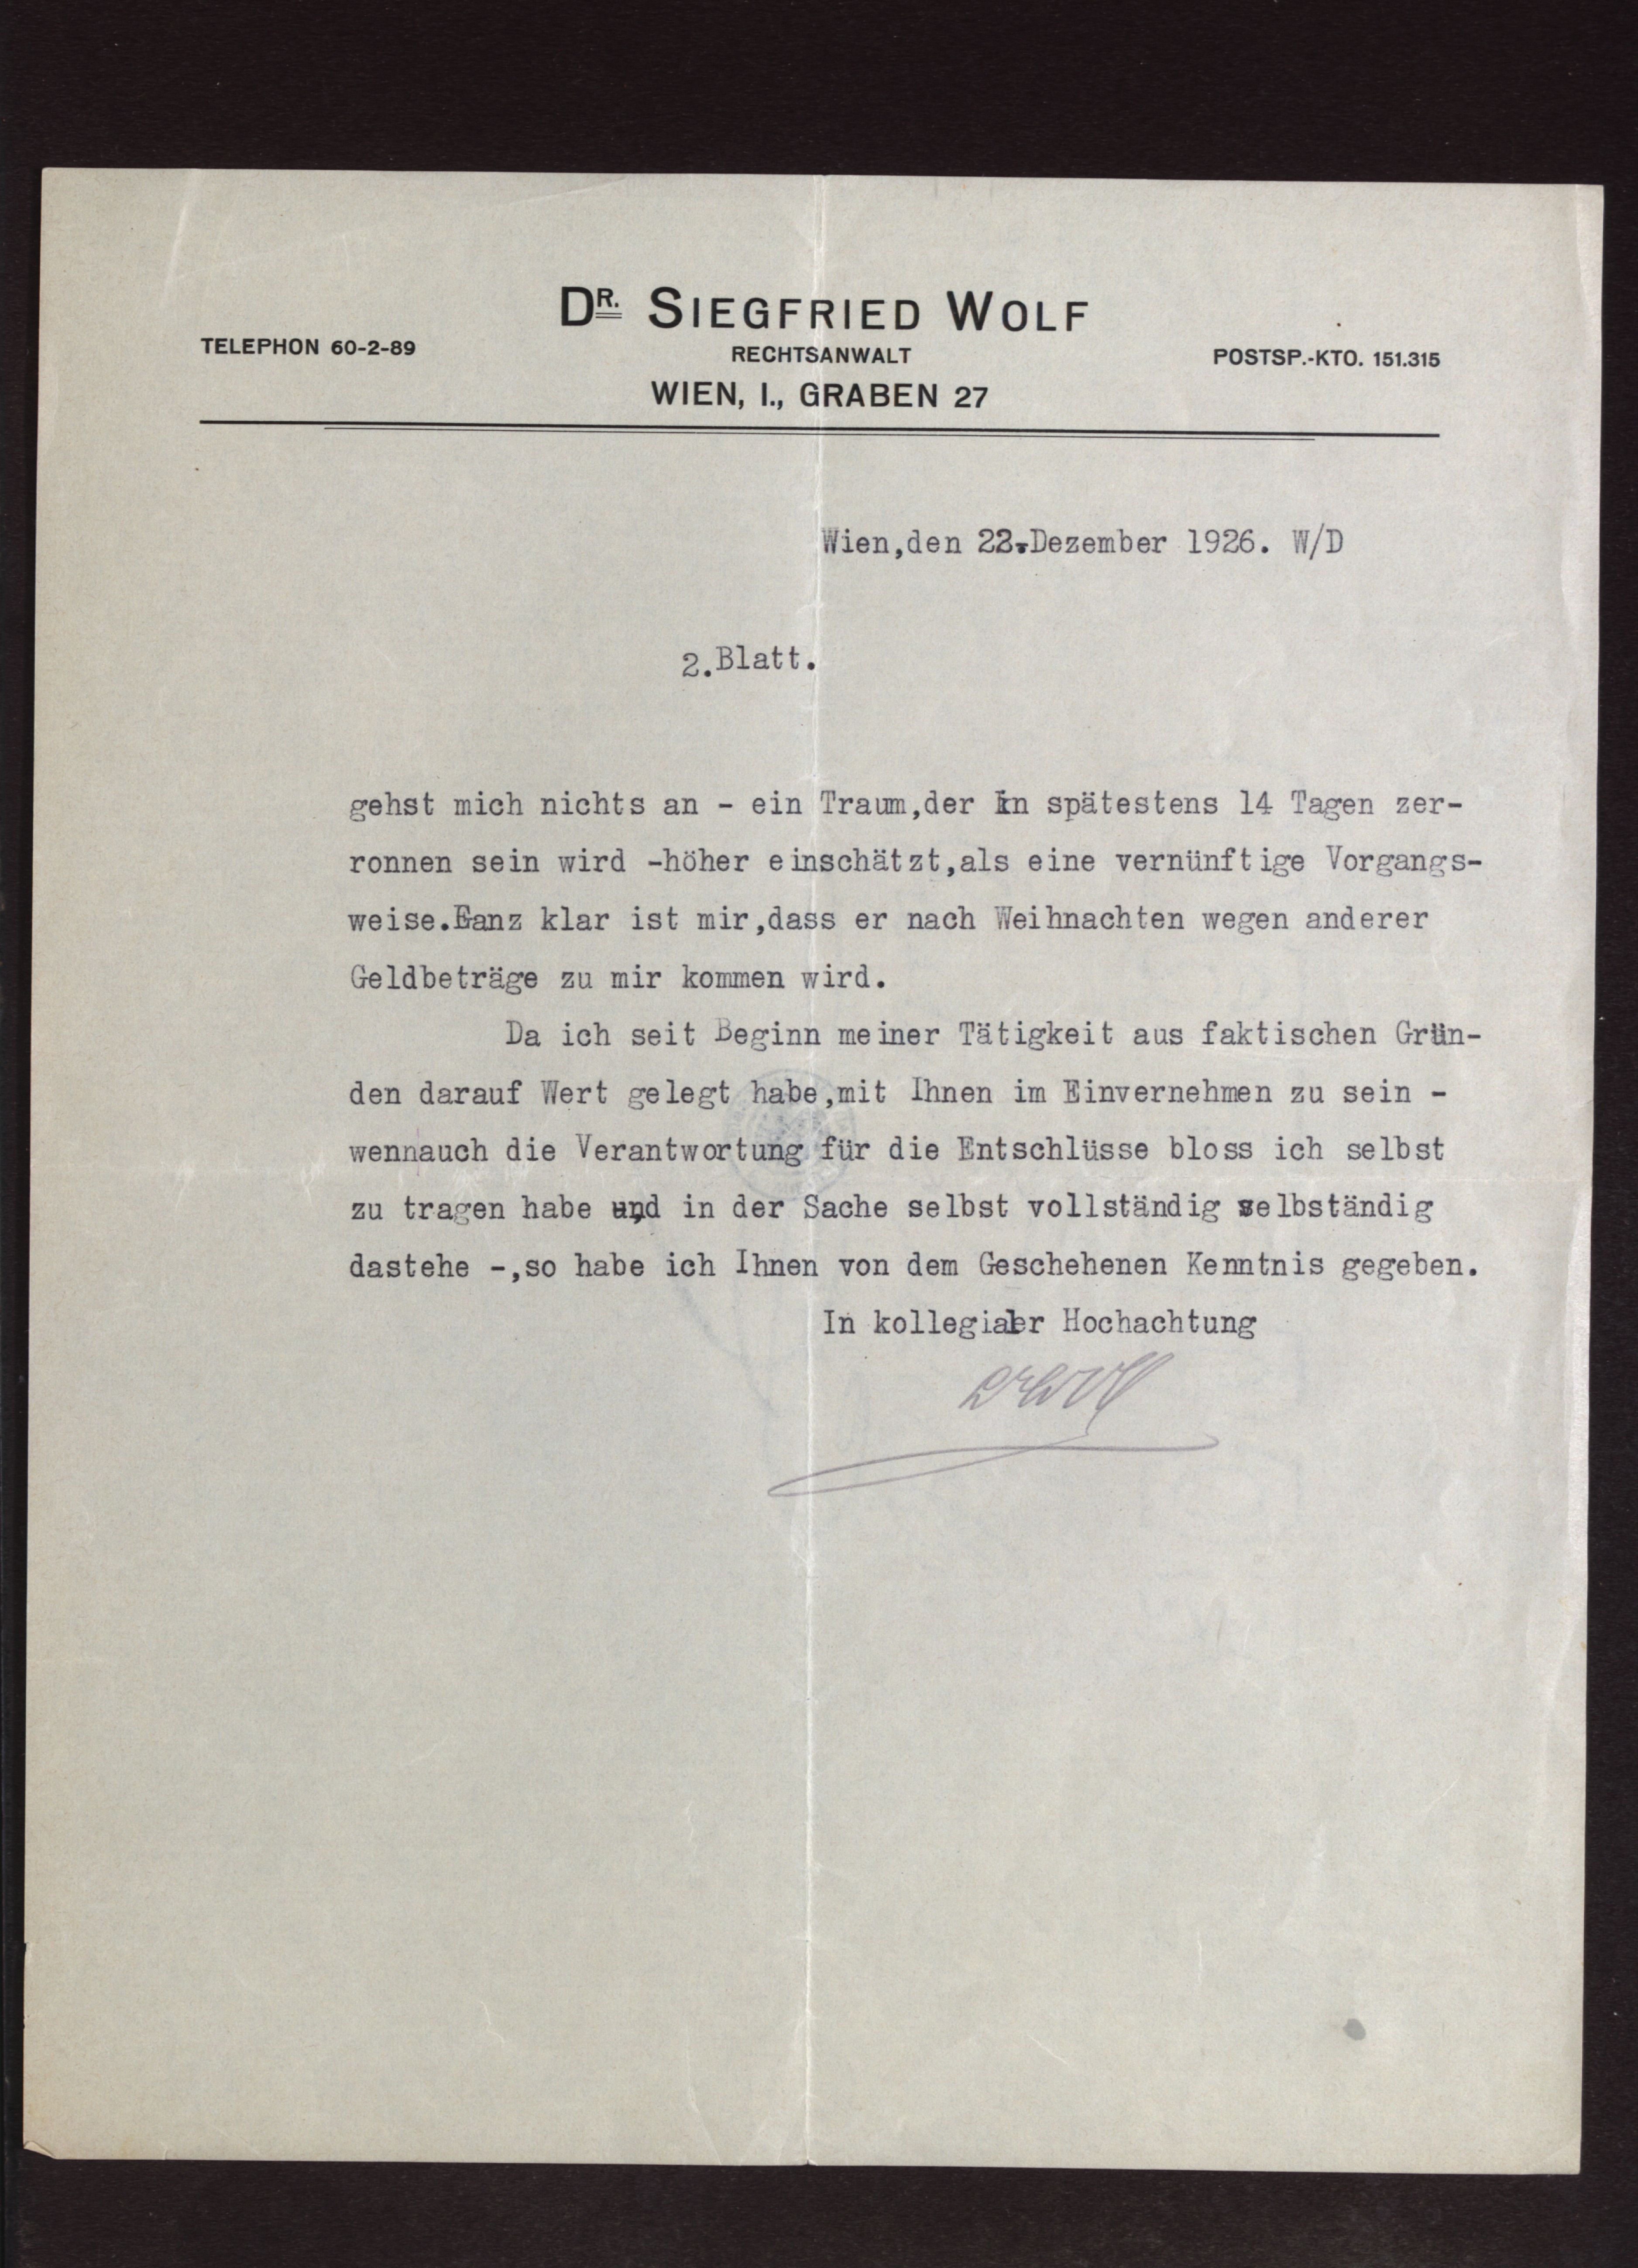 DR. SIEGFRIED WOLF
TELEPHON 60-2-89
RECHTSANWALT
POSTSP.-KTO. 151.315
WIEN, I., GRABEN 27
Wien,den 22.Dezember 1926. W/D
2.Blatt.
gehst mich nichts an - ein Traum,der in spätestens 14 Tagen zer-
ronnen sein wird -höher einschätzt,als eine vernünftige Vorgangs-
weise.Ganz klar ist mir,dass er nach Weihnachten wegen anderer
Geldbeträge zu mir kommen wird.
Da ich seit Beginn meiner Tätigkeit aus faktischen Grün-
den darauf Wert gelegt habe,mit Ihnen im Einvernehmen zu sein -
wennauch die Verantwortung für die Entschlüsse bloss ich selbst
zu tragen habe und in der Sache selbst vollständig selbständig
dastehe -,so habe ich Ihnen von dem Geschehenen Kenntnis gegeben.
In kollegialer Hochachtung
DrWolf